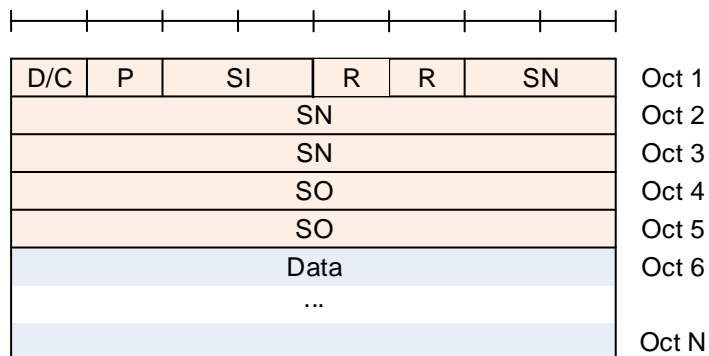 D/C P SI R R SN Oct 1
SN Oct 2
SN Oct 3
SO Oct 4
SO Oct 5
Data Oct 6
...
Oct N